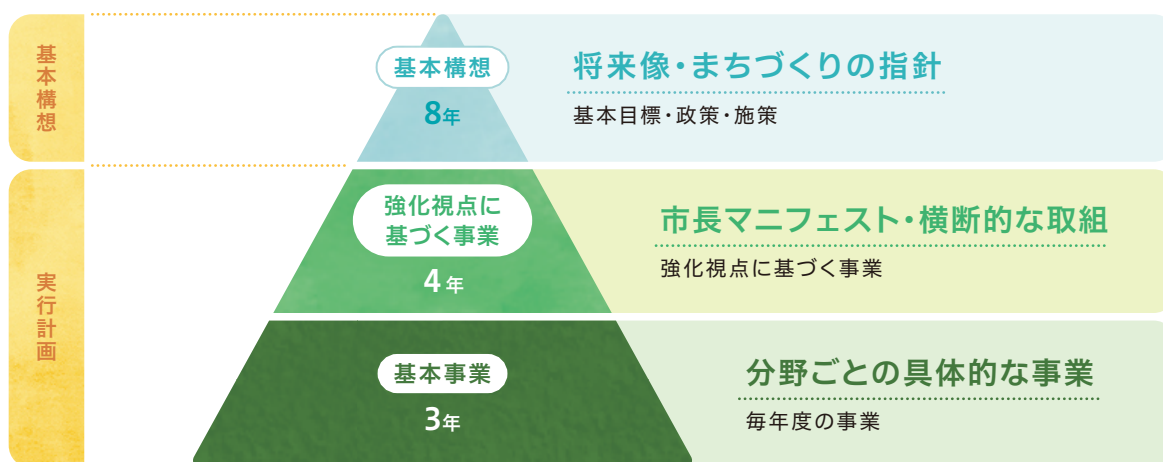 基本構想
基本構想
8年
将来像・まちづくりの指針
基本目標・政策・施策
実行計画
強化視点に
基づく事業
4年
市長マニフェスト・横断的な取組
強化視点に基づく事業
基本事業
3年
分野ごとの具体的な事業
毎年度の事業